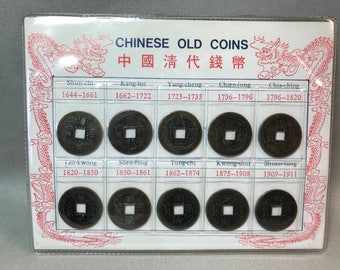 CHINESE OLD COINS
中國清代錢幣
Shun-chi Kang-hsi Yung-cheng Chien-lung Chia-ching
1644–1661 1662–1722 1723–1735 1736–1796 1796–1820
Tao-kwong Shen-fung Tung-chi Kwong-shui
1820–1850 1850–1861 1862–1874 1875–1908 1909–1911